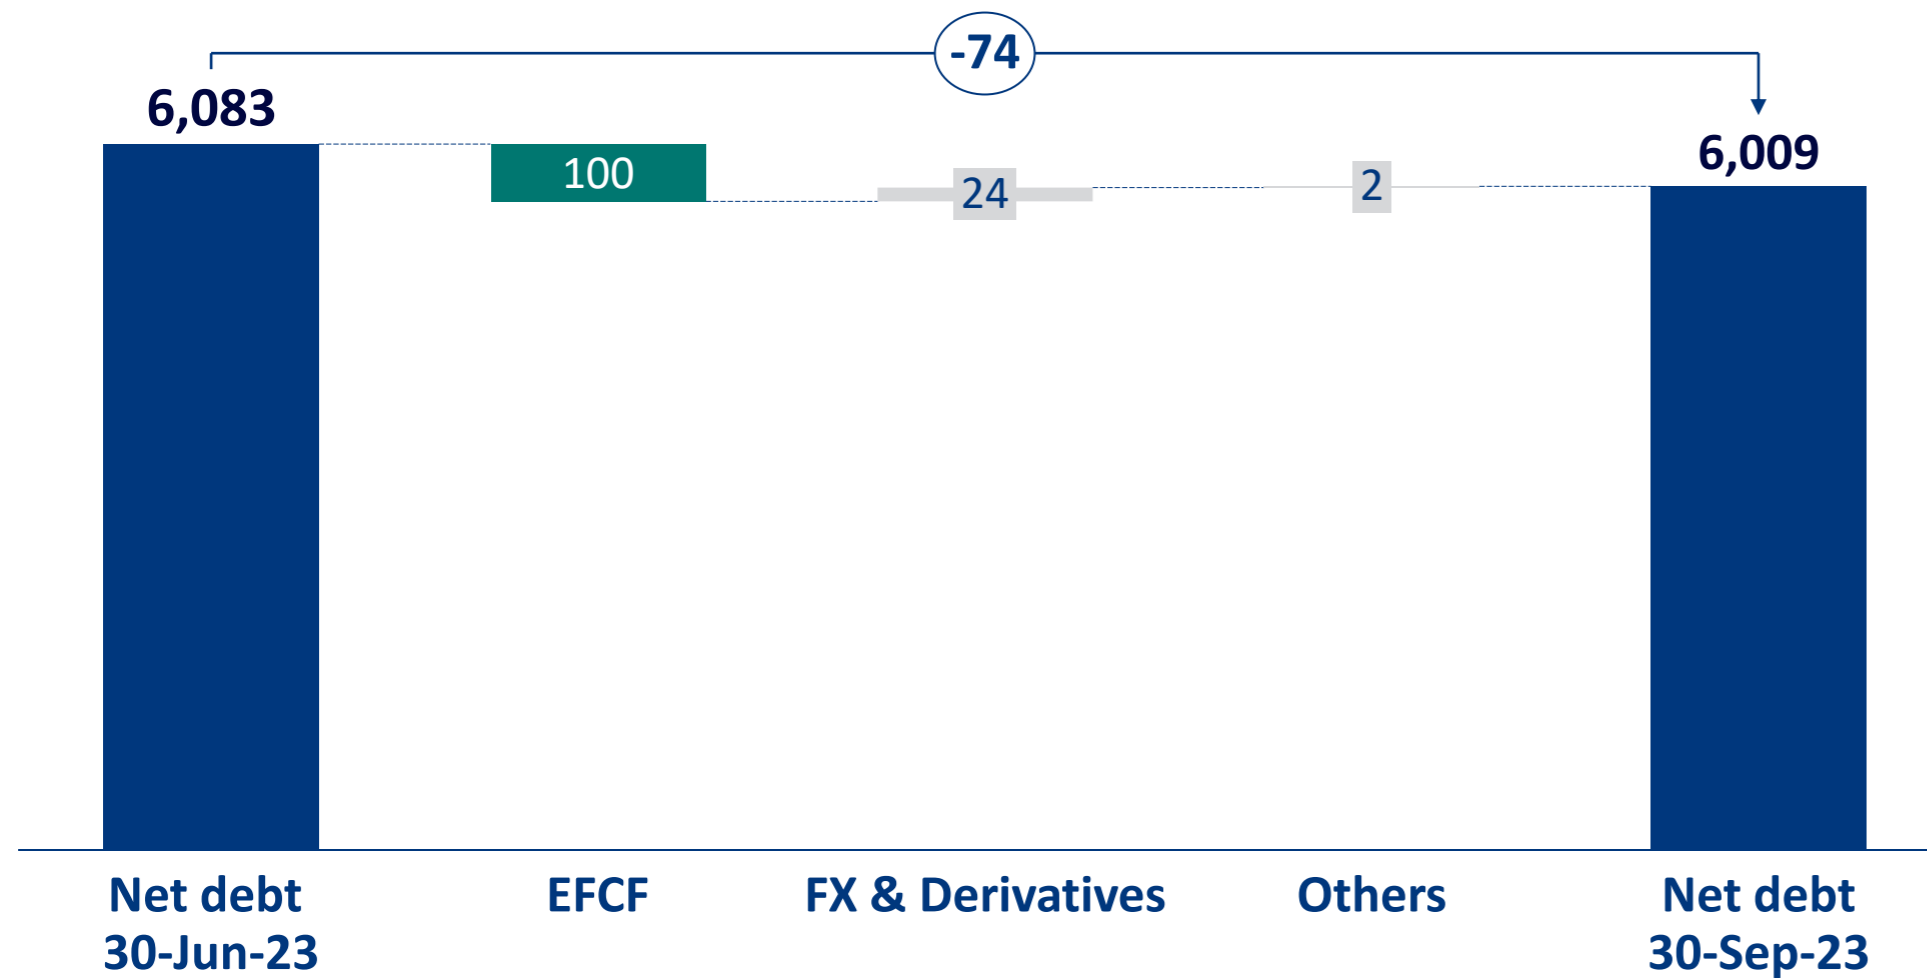 -74
6,083
6,009
100
24
2
Net debt
30-Jun-23
EFCF
FX & Derivatives
Others
Net debt
30-Sep-23